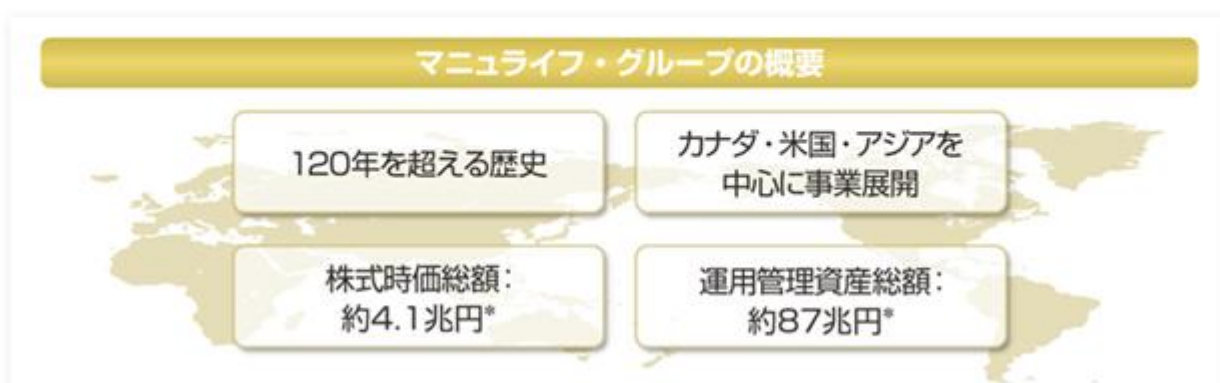 マニュライフ・グループの概要
120年を超える歴史
カナダ・米国・アジアを
中心に事業展開
株式時価総額：
約4.1兆円*
運用管理資産総額：
約87兆円*